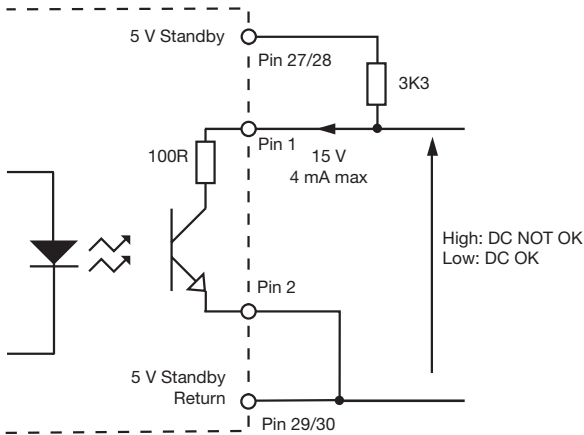 5 V Standby
Pin 27/28
3K3
Pin 1
100R
15 V
4 mA max
High: DC NOT OK
Low: DC OK
Pin 2
5 V Standby
Return
Pin 29/30